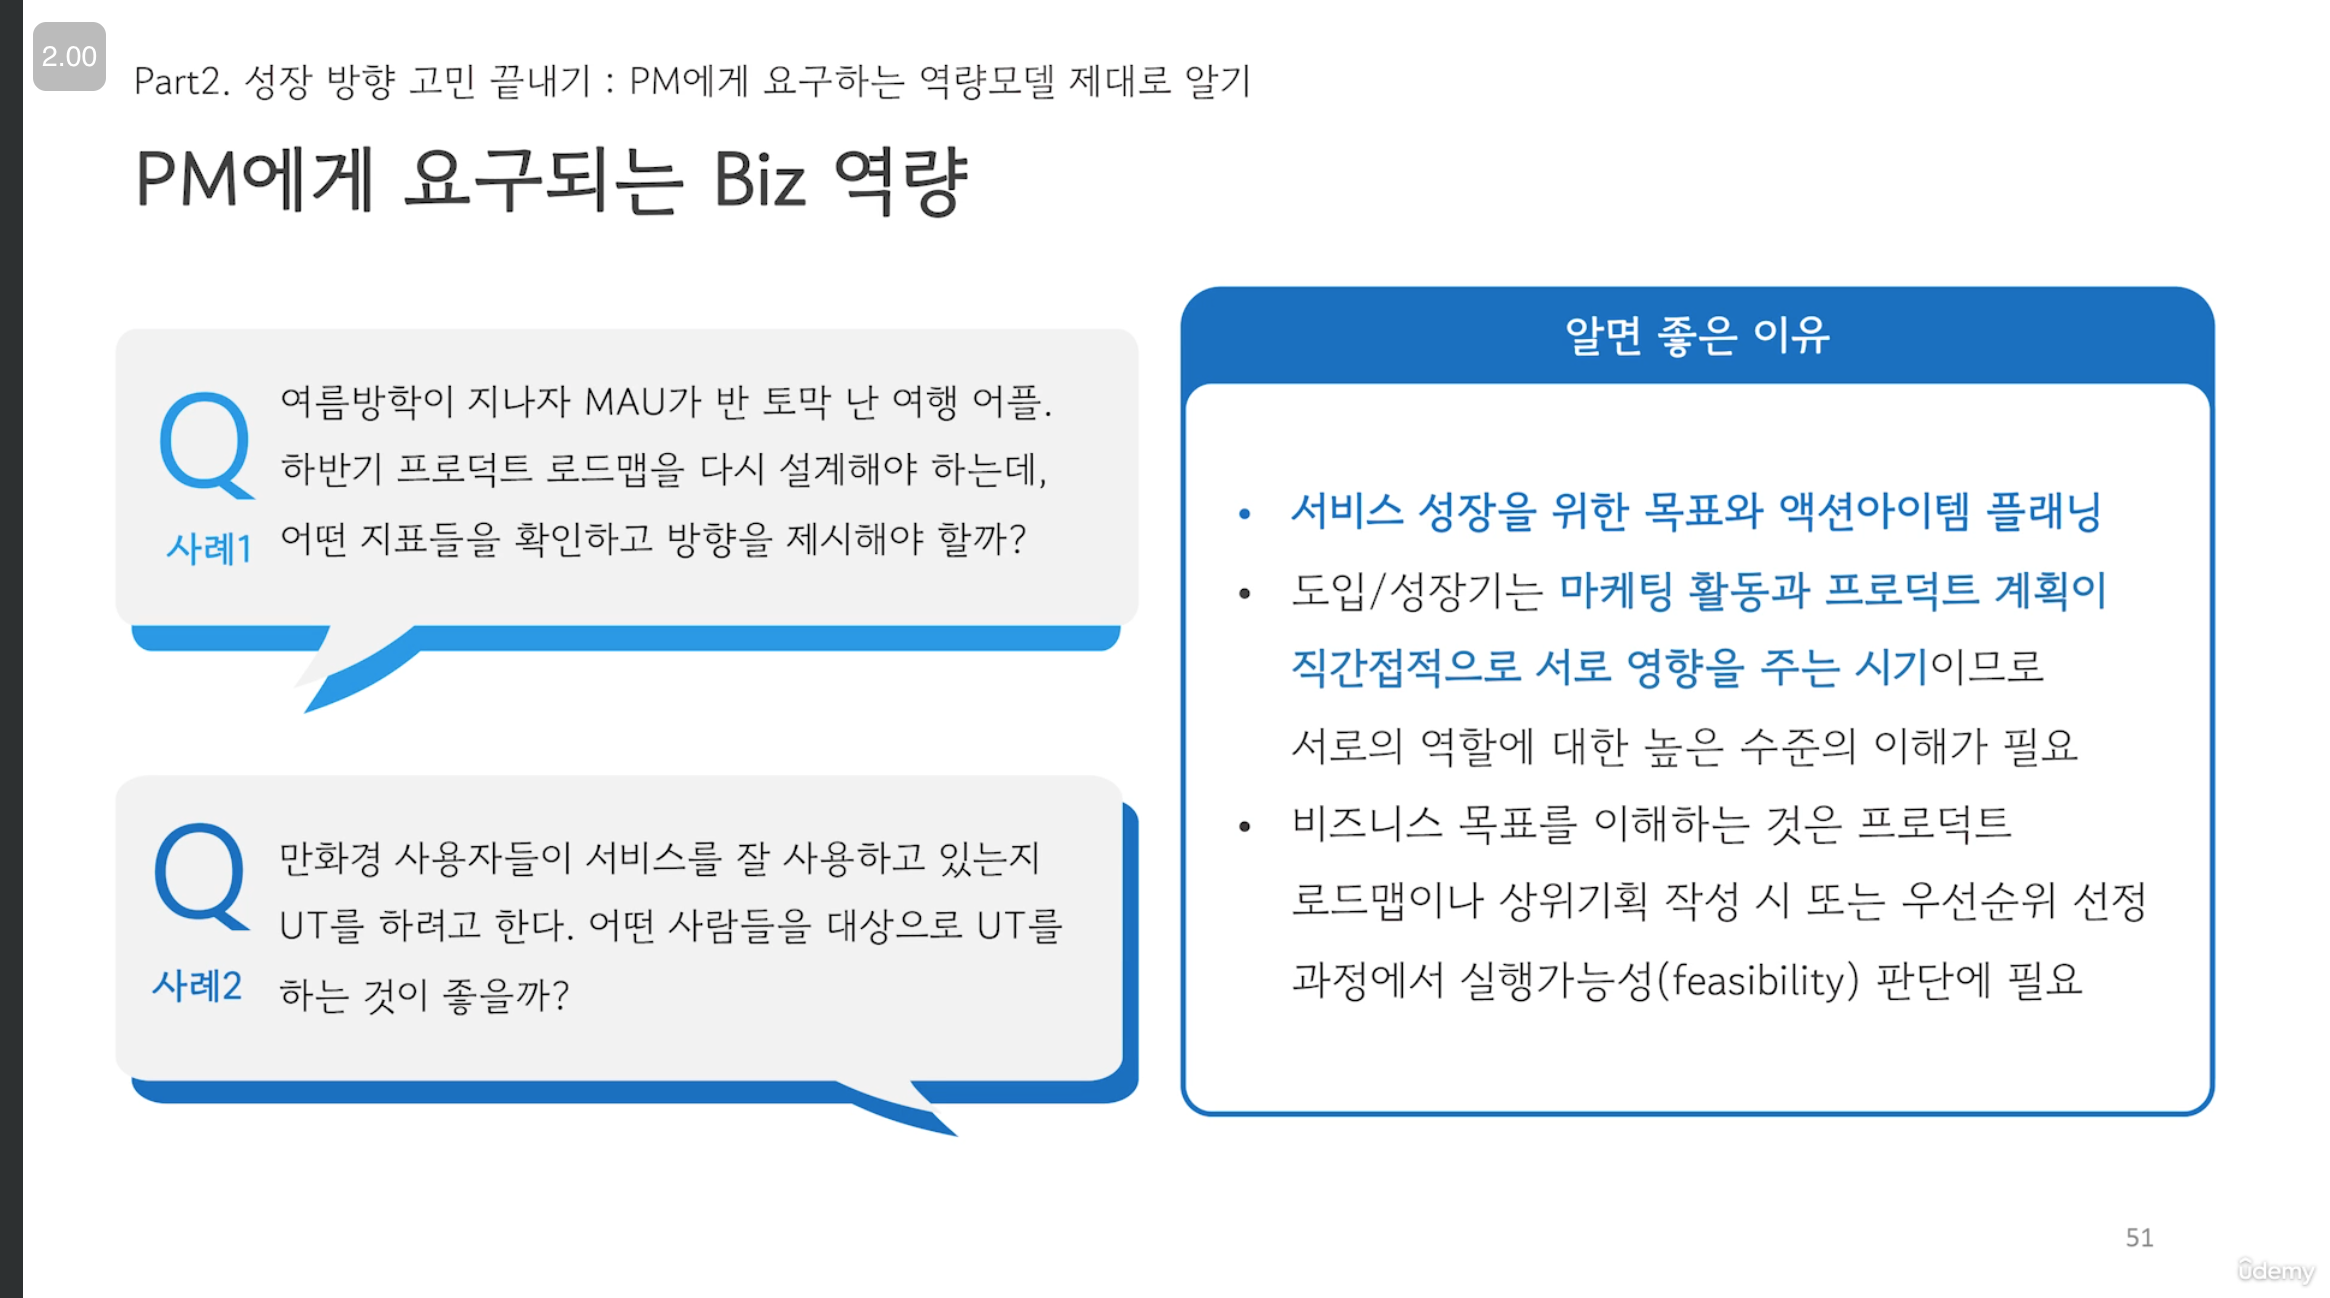 2.00
Part2. 성장 방향 고민 끝내기 : PM에게 요구하는 역량모델 제대로 알기
PM에게 요구되는 Biz 역량
Q
사례1
여름방학이 지나자 MAU가 반 토막 난 여행 어플.
하반기 프로덕트 로드맵을 다시 설계해야 하는데,
어떤 지표들을 확인하고 방향을 제시해야 할까?
Q
사례2
만화경 사용자들이 서비스를 잘 사용하고 있는지
UT를 하려고 한다. 어떤 사람들을 대상으로 UT를
하는 것이 좋을까?
알면 좋은 이유
• 서비스 성장을 위한 목표와 액션아이템 플래닝
• 도입/성장기는 마케팅 활동과 프로덕트 계획이
직간접적으로 서로 영향을 주는 시기이므로
서로의 역할에 대한 높은 수준의 이해가 필요
• 비즈니스 목표를 이해하는 것은 프로덕트
로드맵이나 상위기획 작성 시 또는 우선순위 선정
과정에서 실행가능성(feasibility) 판단에 필요
51
ûdemy